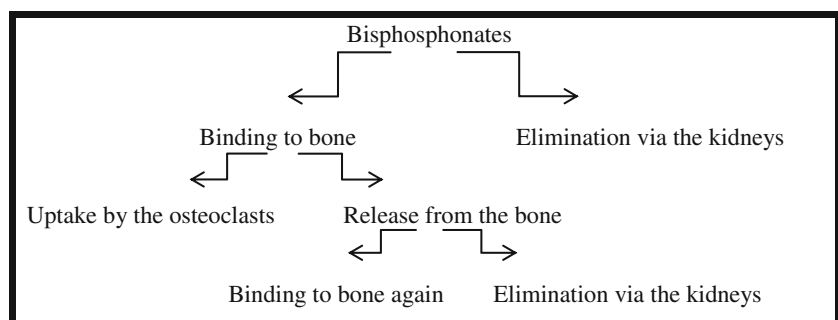 Bisphosphonates
Binding to bone Elimination via the kidneys
Uptake by the osteoclasts Release from the bone
Binding to bone again Elimination via the kidneys